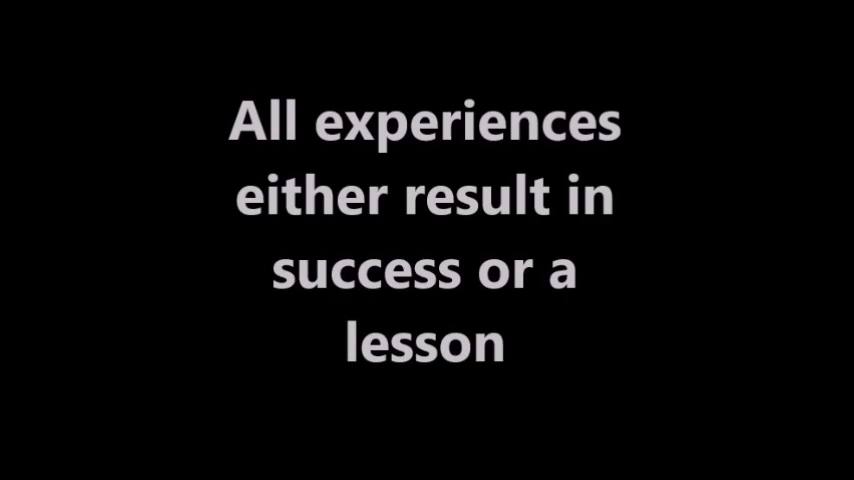 All experiences
either result in
success or a
lesson